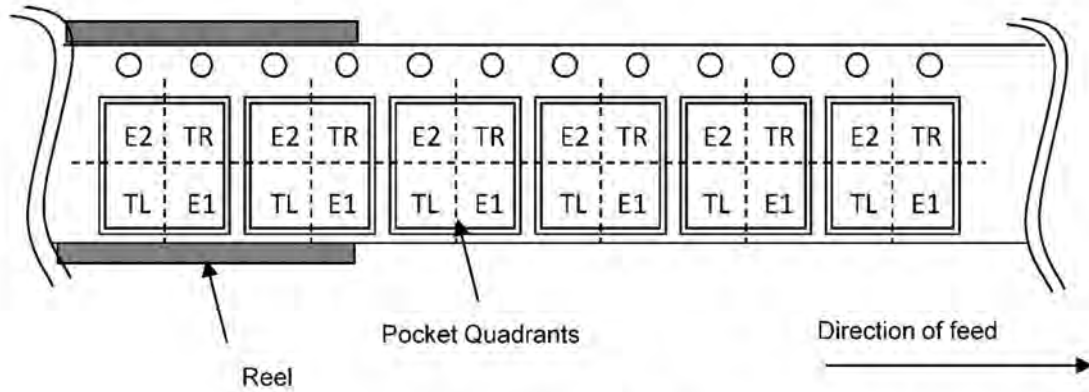 E2 TR E2 TR E2 TR E2 TR E2 TR E2 TR
TL E1 TL E1 TL E1 TL E1 TL E1 TL E1
Pocket Quadrants
Direction of feed
Reel